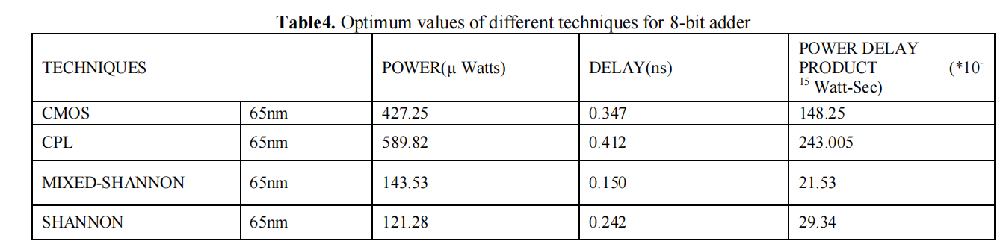 Table4. Optimum values of different techniques for 8-bit adder
TECHNIQUES POWER(µ Watts) DELAY(ns) POWER DELAY
PRODUCT (*10-
15 Watt-Sec)
CMOS 65nm 427.25 0.347 148.25
CPL 65nm 589.82 0.412 243.005
MIXED-SHANNON 65nm 143.53 0.150 21.53
SHANNON 65nm 121.28 0.242 29.34